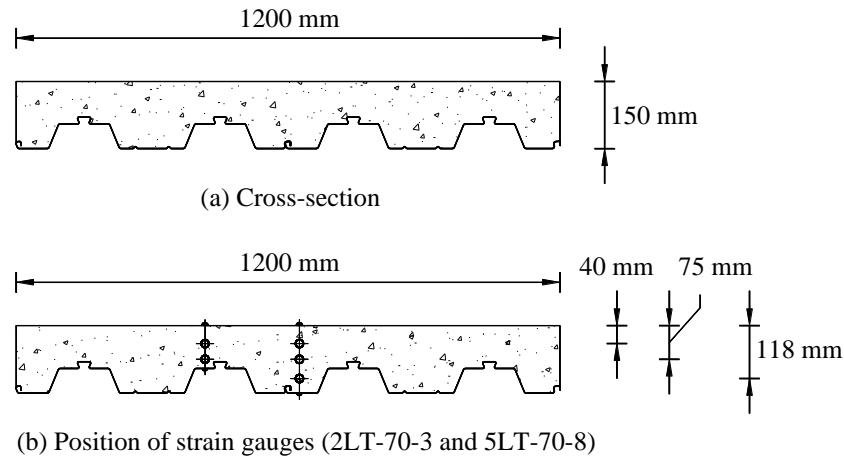 1200 mm
150 mm
(a) Cross-section
1200 mm
40 mm
75 mm
118 mm
(b) Position of strain gauges (2LT-70-3 and 5LT-70-8)